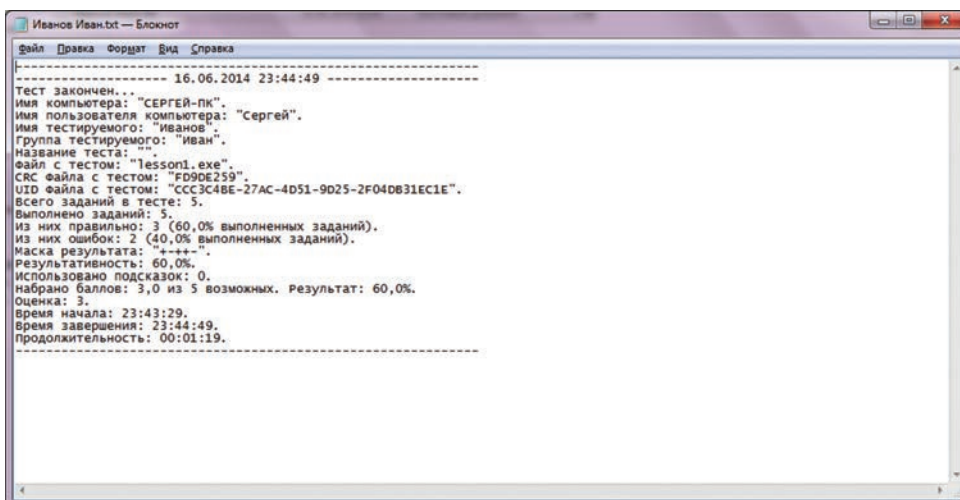 Иванов Иван.txt — Блокнот
Файл Правка Формат Вид Справка
----------------------------------------------------------------
-------------------- 16.06.2014 23:44:49 --------------------
Тест закончен...
Имя компьютера: "СЕРГЕЙ-ПК".
Имя пользователя компьютера: "Сергей".
Имя тестируемого: "Иванов".
Группа тестируемого: "Иван".
Название теста: "".
Файл с тестом: "lesson1.exe".
CRC Файла с тестом: "FD9DE259".
UID Файла с тестом: "CCC3C4BE-27AC-4D51-9D25-2F04DB31EC1E".
Всего заданий в тесте: 5.
Выполнено заданий: 5.
Из них правильно: 3 (60,0% выполненных заданий).
Из них ошибок: 2 (40,0% выполненных заданий).
Маска результата: "+-++-".
Результативность: 60,0%.
Использовано подсказок: 0.
Набрано баллов: 3,0 из 5 возможных. Результат: 60,0%.
Оценка: 3.
Время начала: 23:43:29.
Время завершения: 23:44:49.
Продолжительность: 00:01:19.
----------------------------------------------------------------